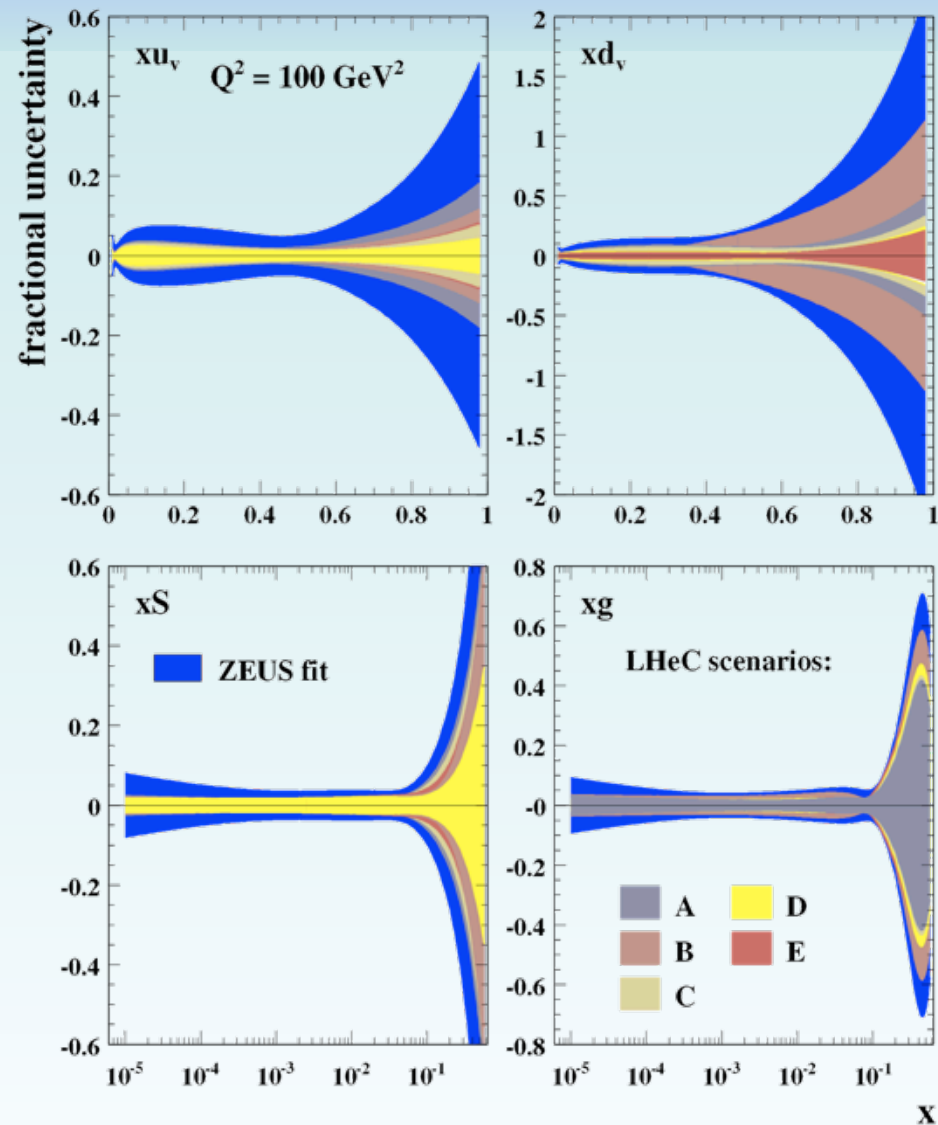 fractional uncertainty
0.6
0.4
0.2
0
-0.2
-0.4
-0.6
xuᵥ
Q² = 100 GeV²
0 0.2 0.4 0.6 0.8 1
2
1.5
1
0.5
0
-0.5
-1
-1.5
-2
xdᵥ
0 0.2 0.4 0.6 0.8 1
0.6
0.4
0.2
0
-0.2
-0.4
-0.6
xS
ZEUS fit
10⁻⁵ 10⁻⁴ 10⁻³ 10⁻² 10⁻¹
0.8
0.6
0.4
0.2
-0
-0.2
-0.4
-0.6
-0.8
xg
LHeC scenarios:
A D
B E
C
10⁻⁵ 10⁻⁴ 10⁻³ 10⁻² 10⁻¹
x